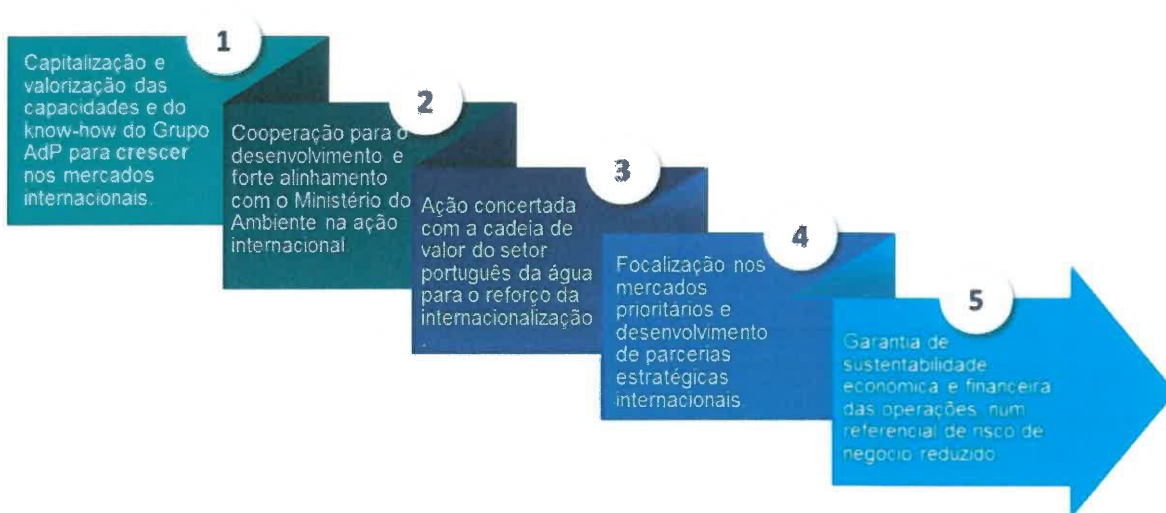 1
Capitalização e
valorização das
capacidades e do
know-how do Grupo
AdP para crescer
nos mercados
internacionais.
2
Cooperação para o
desenvolvimento e
forte alinhamento
com o Ministério do
Ambiente na ação
internacional
3
Ação concertada
com a cadeia de
valor do setor
português da água
para o reforço da
internacionalização
.
4
Focalização nos
mercados
prioritários e
desenvolvimento
de parcerias
estratégicas
internacionais
5
Garantia de
sustentabilidade
económica e financeira
das operações, num
referencial de risco de
negócio reduzido